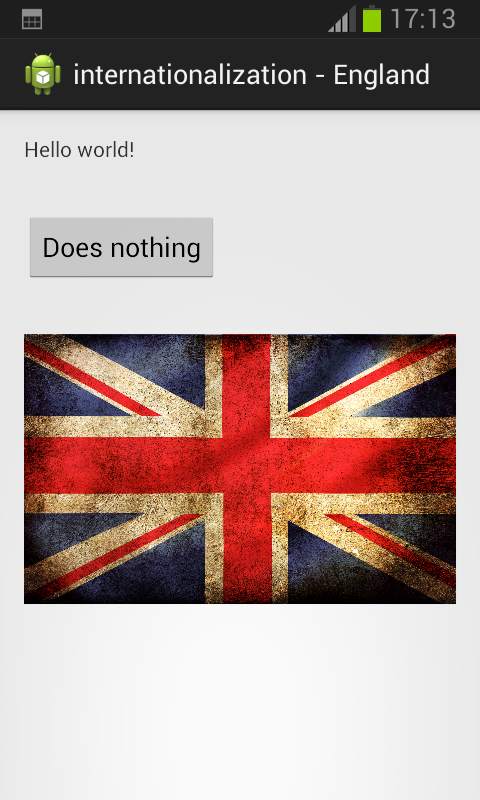 17:13
internationalization - England
Hello world!
Does nothing